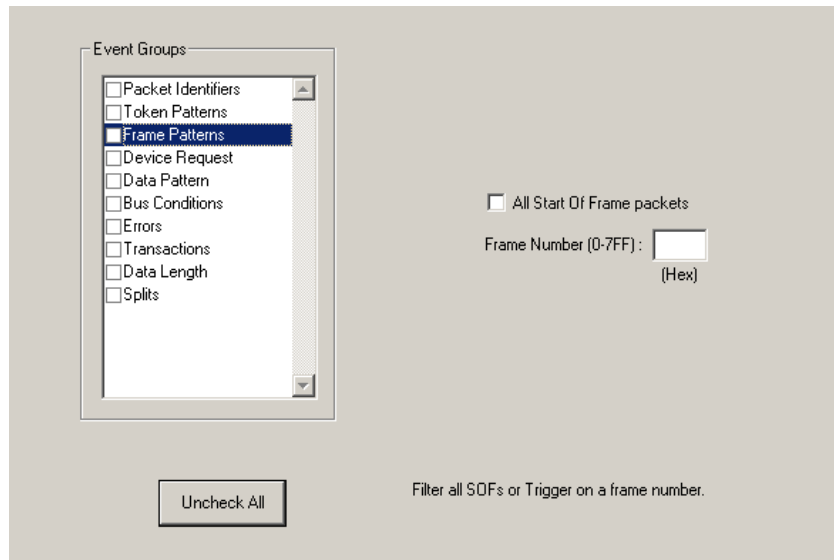 Event Groups
Packet Identifiers
Token Patterns
Frame Patterns
Device Request
Data Pattern
Bus Conditions
Errors
Transactions
Data Length
Splits
All Start Of Frame packets
Frame Number (0-7FF) :
(Hex)
Uncheck All
Filter all SOFs or Trigger on a frame number.